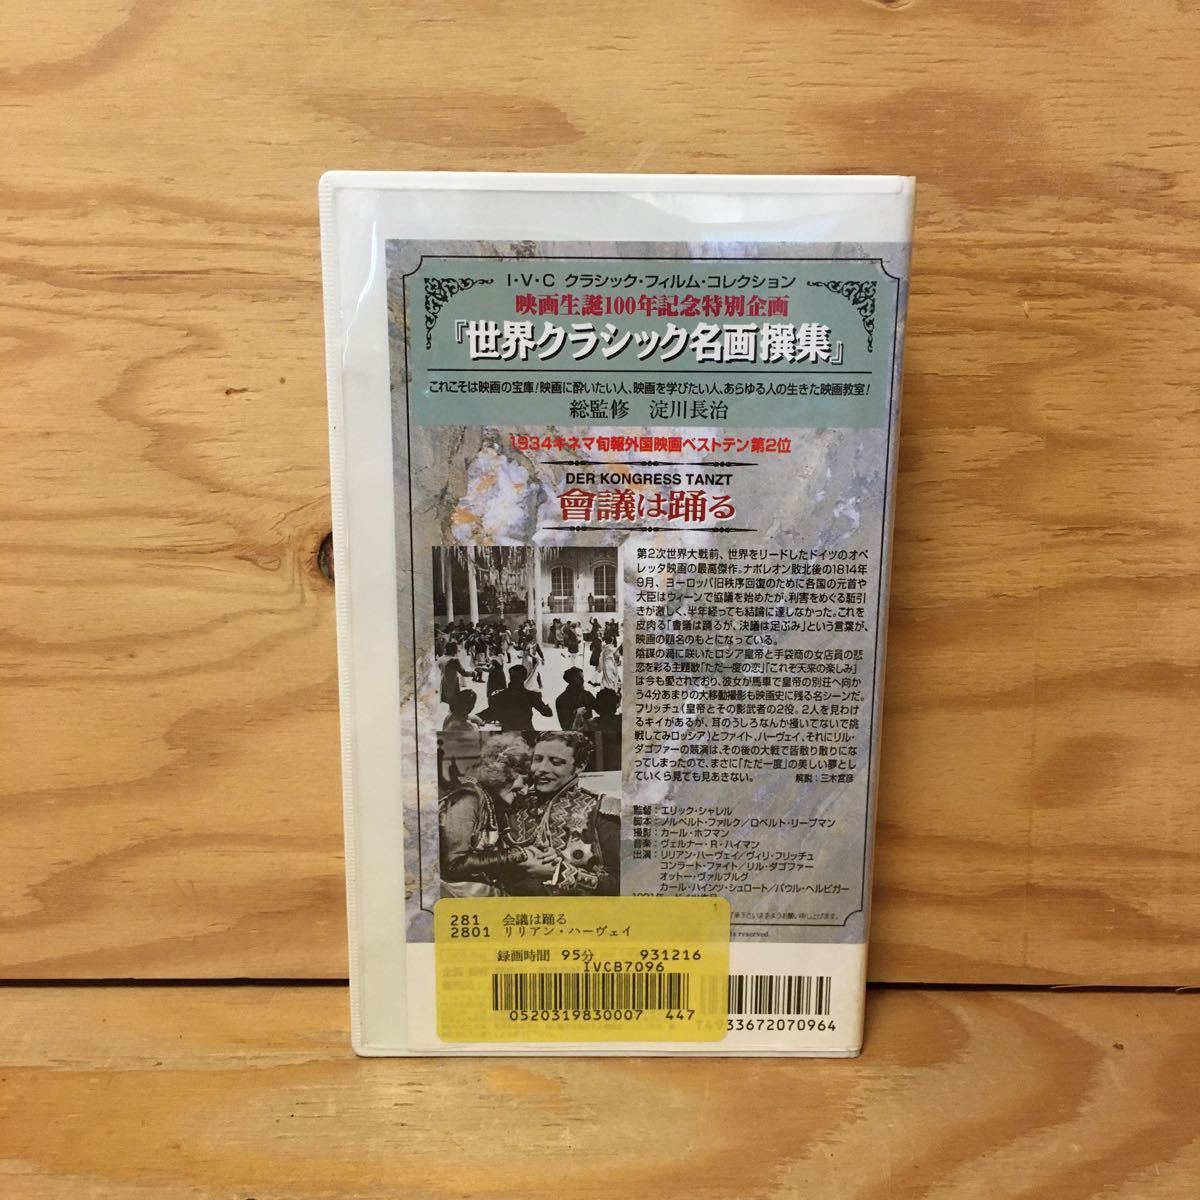 I・V・C クラシック・フィルム・コレクション
映画生誕100年記念特別企画
『世界クラシック名画撰集』
これこそは映画の宝庫!映画に酔いたい人、映画を学びたい人、あらゆる人の生きた映画教室!
総監修　淀川長治
1934キネマ旬報外国映画ベストテン第2位
DER KONGRESS TANZT
會議は踊る
第2次世界大戦前、世界をリードしたドイツのオペ
レッタ映画の最高傑作。ナポレオン敗北後の1814年
9月、ヨーロッパ旧秩序回復のために各国の元首や
大臣はウィーンで協議を始めたが、利害をめぐる駈引
きが激しく、半年経っても結論に達しなかった。これを
皮肉る「會議は踊るが、決議は足ぶみ」という言葉が、
映画の題名のもとになっている。
陰謀の渦に咲いたロシア皇帝と手袋商の女店員の悲
恋を彩る主題歌「ただ一度の恋」「これぞ天来の楽しみ」
は今も愛されており、彼女が馬車で皇帝の別荘へ向か
う4分あまりの大移動撮影も映画史に残る名シーンだ。
フリッチュ(皇帝とその影武者の2役。2人を見わけ
るキイがあるが、耳のうしろなんか掻いてないで挑
戦してみロッシア)とファイト、ハーヴェイ、それにリル・
ダゴファーの競演は、その後の大戦で皆散り散りにな
ってしまったので、まさに「ただ一度」の美しい夢とし
ていくら見ても見あきない。　解説:三木宮彦
監督:エリック・シャレル
脚本:ノルベルト・ファルク/ロベルト・リープマン
撮影:カール・ホフマン
音楽:ヴェルナー・R・ハイマン
出演:リリアン・ハーヴェイ/ヴィリ・フリッチュ
コンラート・ファイト/リル・ダゴファー
オットー・ヴァルブルグ
カール・ハインツ・シュロート/パウル・ヘルビガー
了承下さいますようお願い申し上げます。
reserved.
281 会議は踊る
2801 リリアン・ハーヴェイ
録画時間 95分 931216
IVCB7096
0520319830007 447
T4933672070964